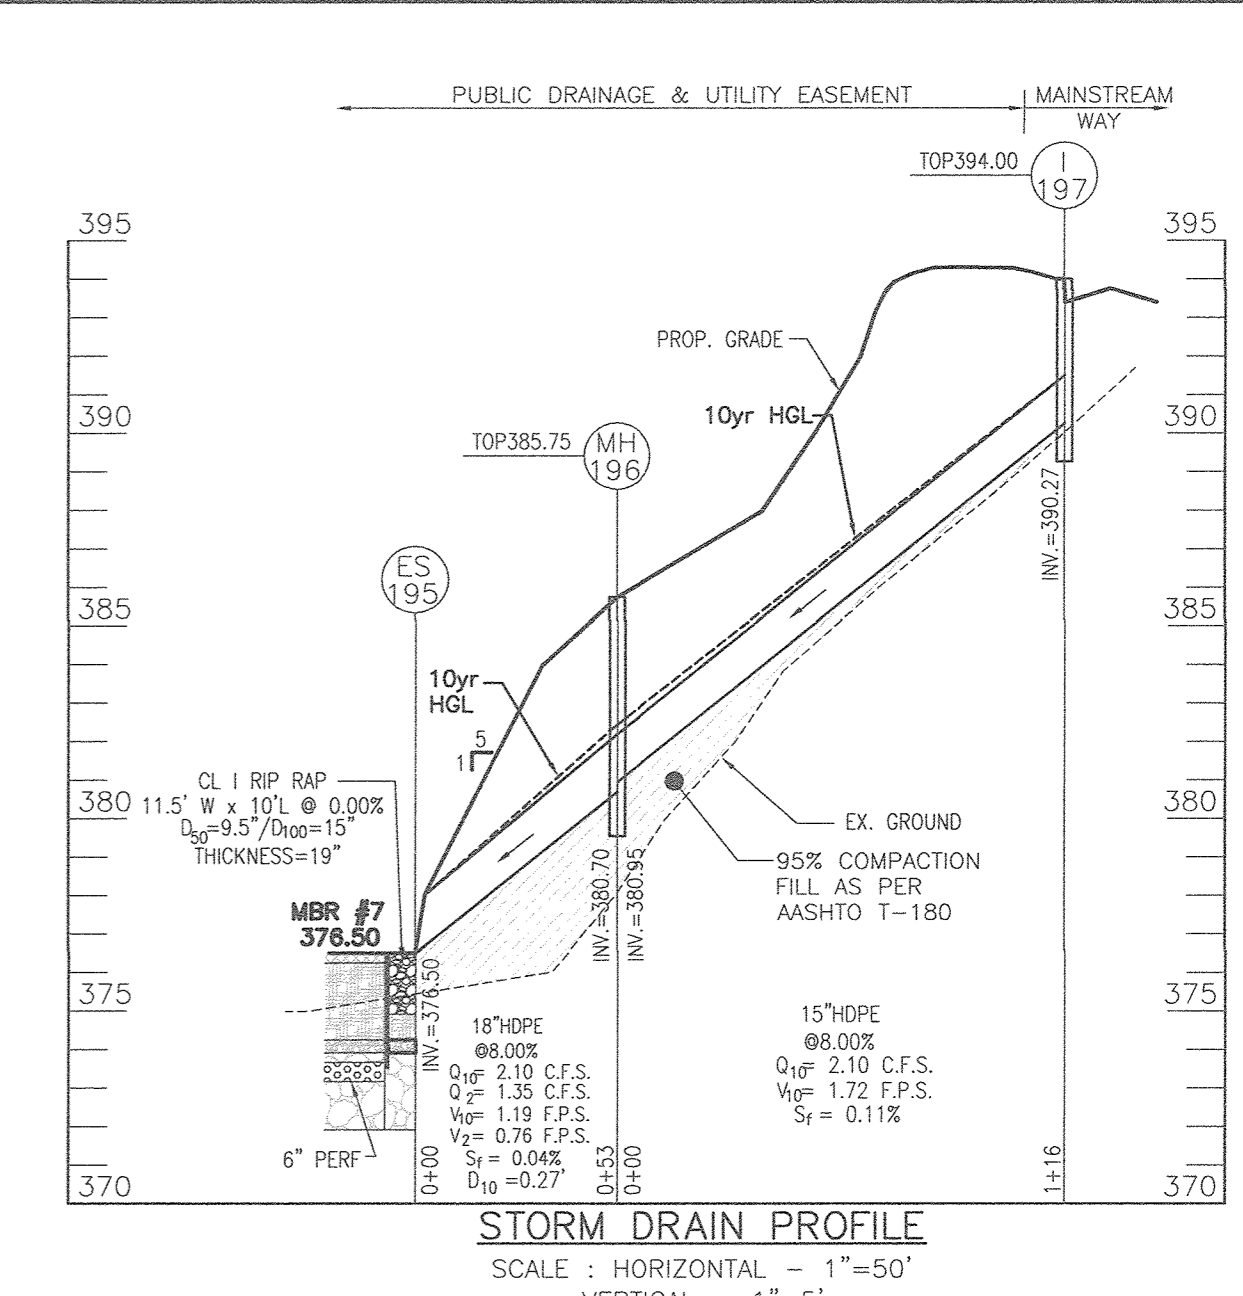 PUBLIC DRAINAGE & UTILITY EASEMENT
MAINSTREAM
WAY
TOP394.00
I
197
395
395
PROP. GRADE
10yr HGL
390
390
TOP385.75
MH
196
INV.=390.27
ES
195
385
385
10yr
HGL
5
1
CL I RIP RAP
11.5' W x 10'L @ 0.00%
D50=9.5"/D100=15"
THICKNESS=19"
380
380
EX. GROUND
95% COMPACTION
FILL AS PER
AASHTO T-180
INV.=380.70
INV.=380.95
MBR #7
376.50
INV.=376.50
375
375
18"HDPE
@8.00%
Q10= 2.10 C.F.S.
Q2= 1.35 C.F.S.
V10= 1.19 F.P.S.
V2= 0.76 F.P.S.
Sf = 0.04%
D10 =0.27'
15"HDPE
@8.00%
Q10= 2.10 C.F.S.
V10= 1.72 F.P.S.
Sf = 0.11%
6" PERF
0+00
0+53
0+00
1+16
370
370
STORM DRAIN PROFILE
SCALE : HORIZONTAL - 1"=50'
VERTICAL - 1"=5'